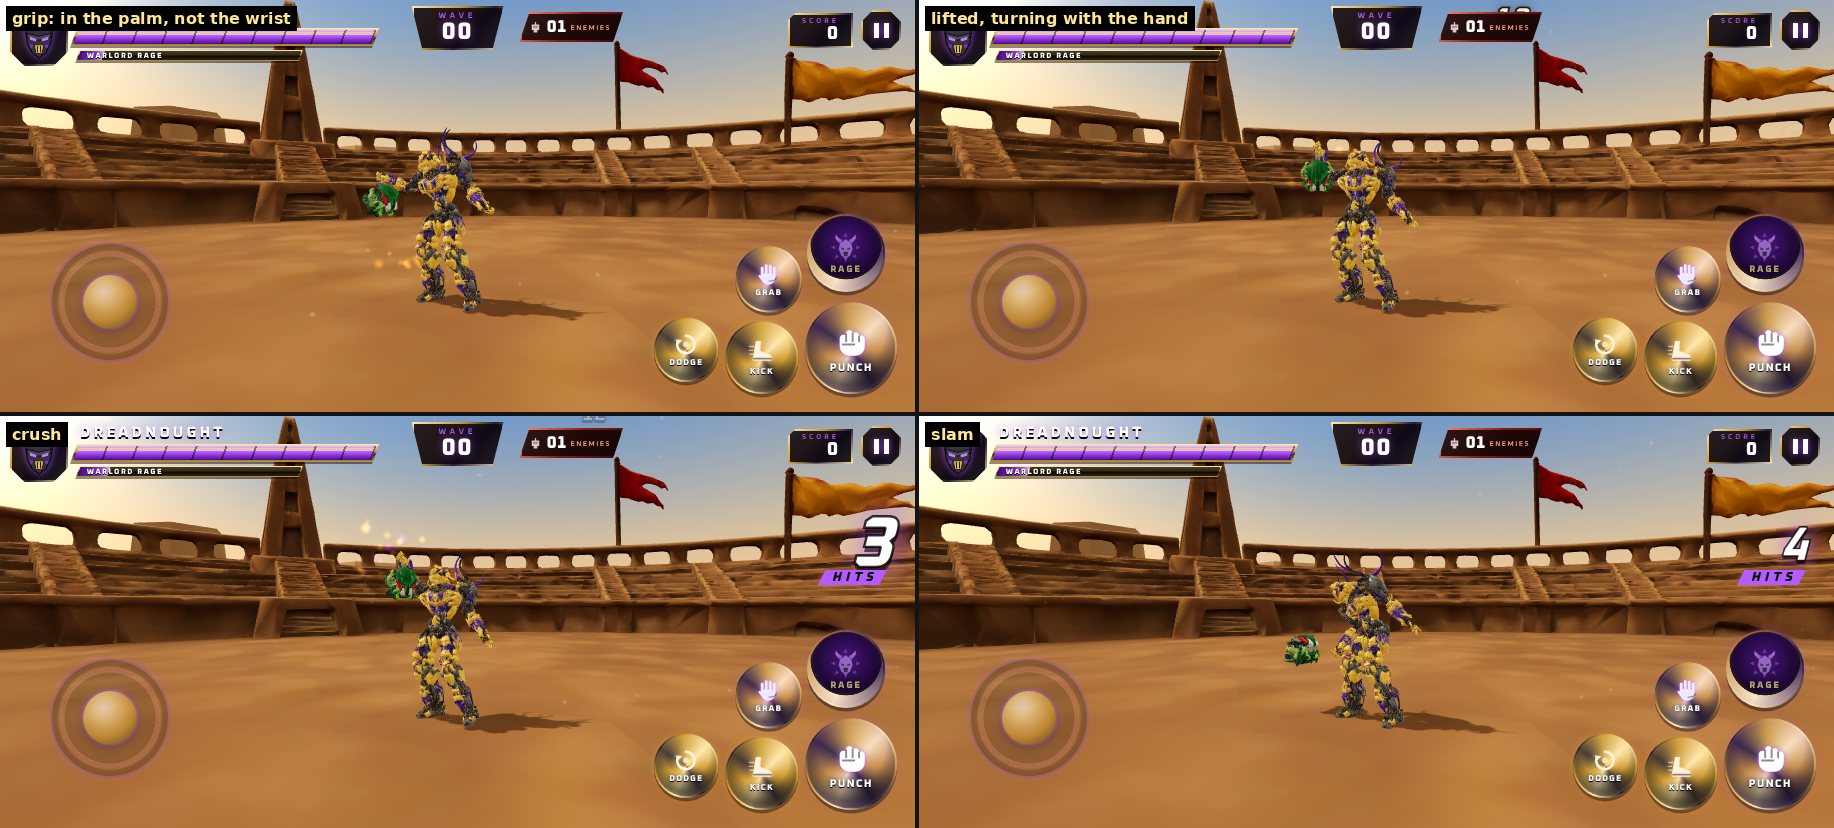 grip: in the palm, not the wrist
WARLORD RAGE
WAVE
00
01 ENEMIES
SCORE
0
RAGE
GRAB
DODGE
KICK
PUNCH
lifted, turning with the hand
WARLORD RAGE
WAVE
00
01 ENEMIES
SCORE
0
RAGE
GRAB
DODGE
KICK
PUNCH
crush
DREADNOUGHT
WARLORD RAGE
WAVE
00
01 ENEMIES
SCORE
0
3
HITS
RAGE
GRAB
DODGE
KICK
PUNCH
slam
DREADNOUGHT
WARLORD RAGE
WAVE
00
01 ENEMIES
SCORE
0
4
HITS
RAGE
GRAB
DODGE
KICK
PUNCH